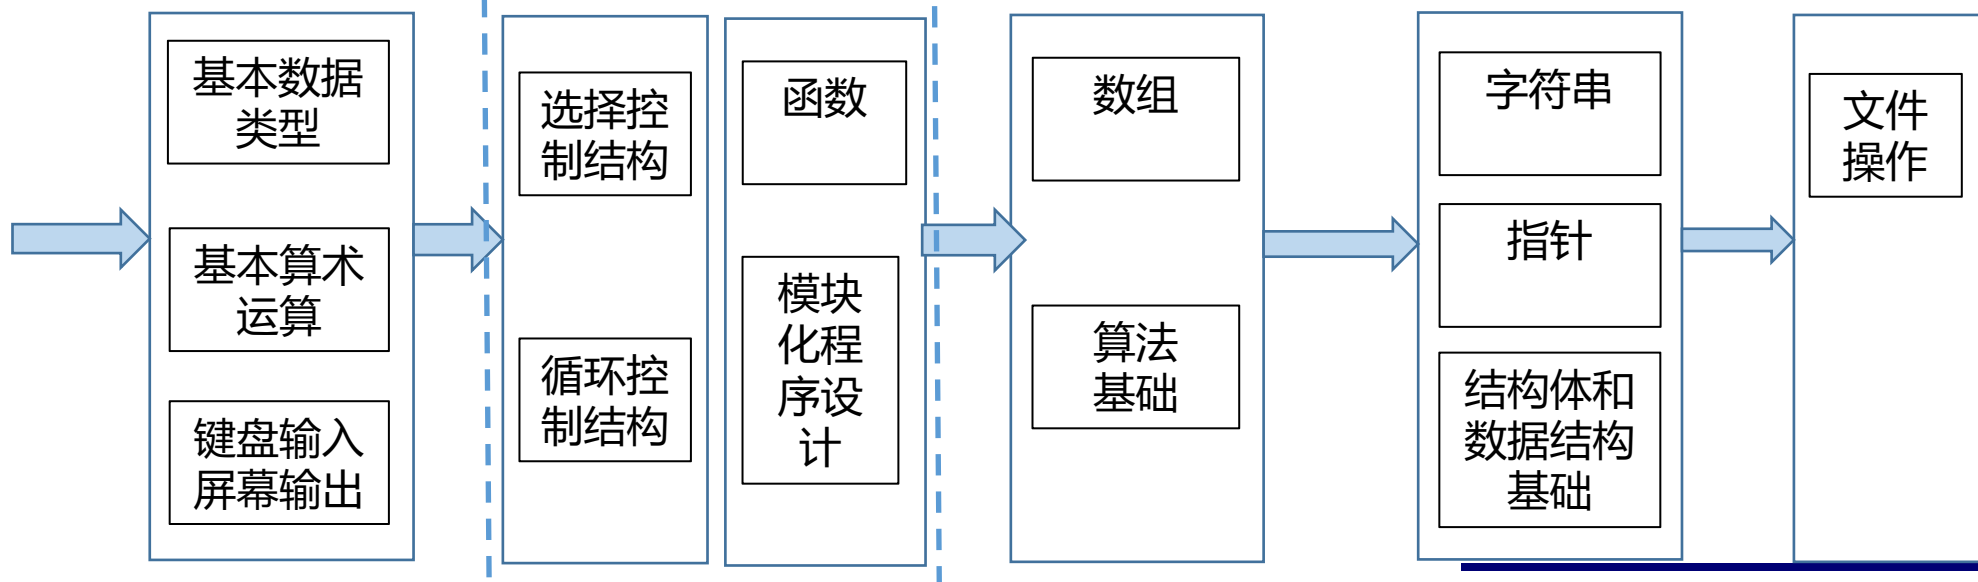 基本数据
类型
基本算术
运算
键盘输入
屏幕输出
选择控
制结构
循环控
制结构
函数
模块
化程
序设
计
数组
算法
基础
字符串
指针
结构体和
数据结构
基础
文件
操作